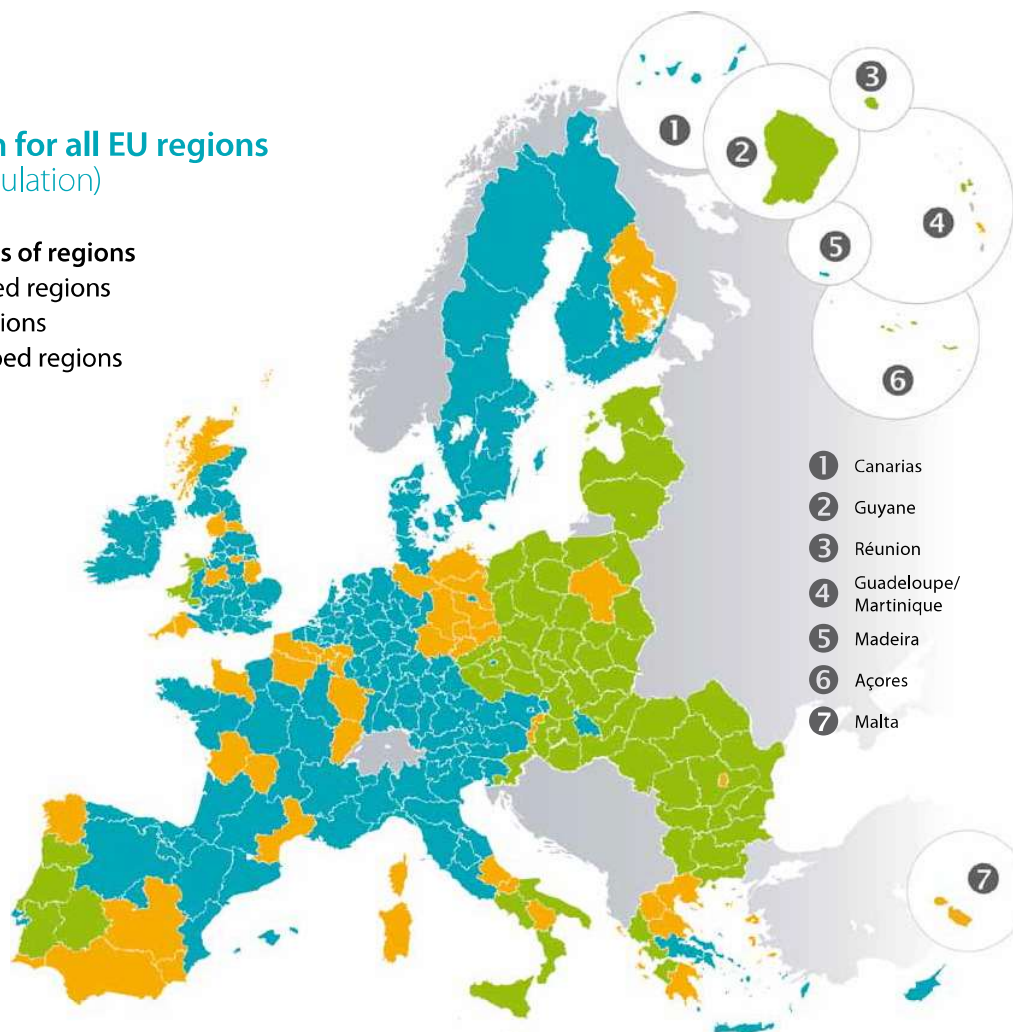 n for all EU regions
ulation)
s of regions
ed regions
ions
ped regions
1
2
3
4
5
6
1 Canarias
2 Guyane
3 Réunion
4 Guadeloupe/
Martinique
5 Madeira
6 Açores
7 Malta
7